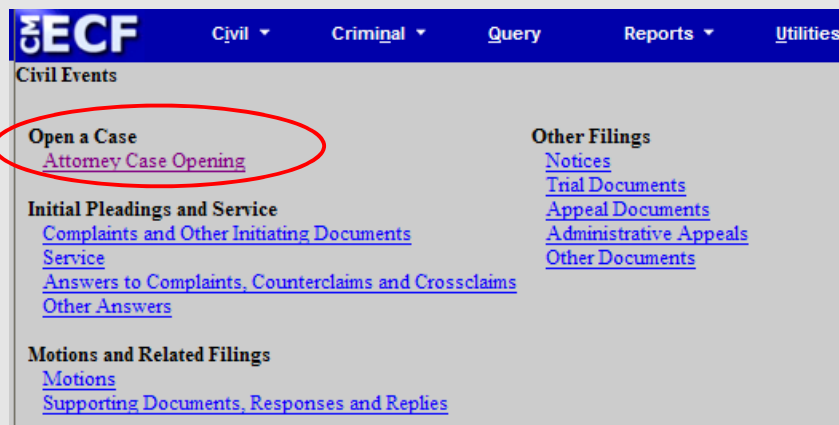 CM ECF Civil Criminal Query Reports Utilities
Civil Events
Open a Case
Attorney Case Opening
Initial Pleadings and Service
Complaints and Other Initiating Documents
Service
Answers to Complaints, Counterclaims and Crossclaims
Other Answers
Motions and Related Filings
Motions
Supporting Documents, Responses and Replies
Other Filings
Notices
Trial Documents
Appeal Documents
Administrative Appeals
Other Documents